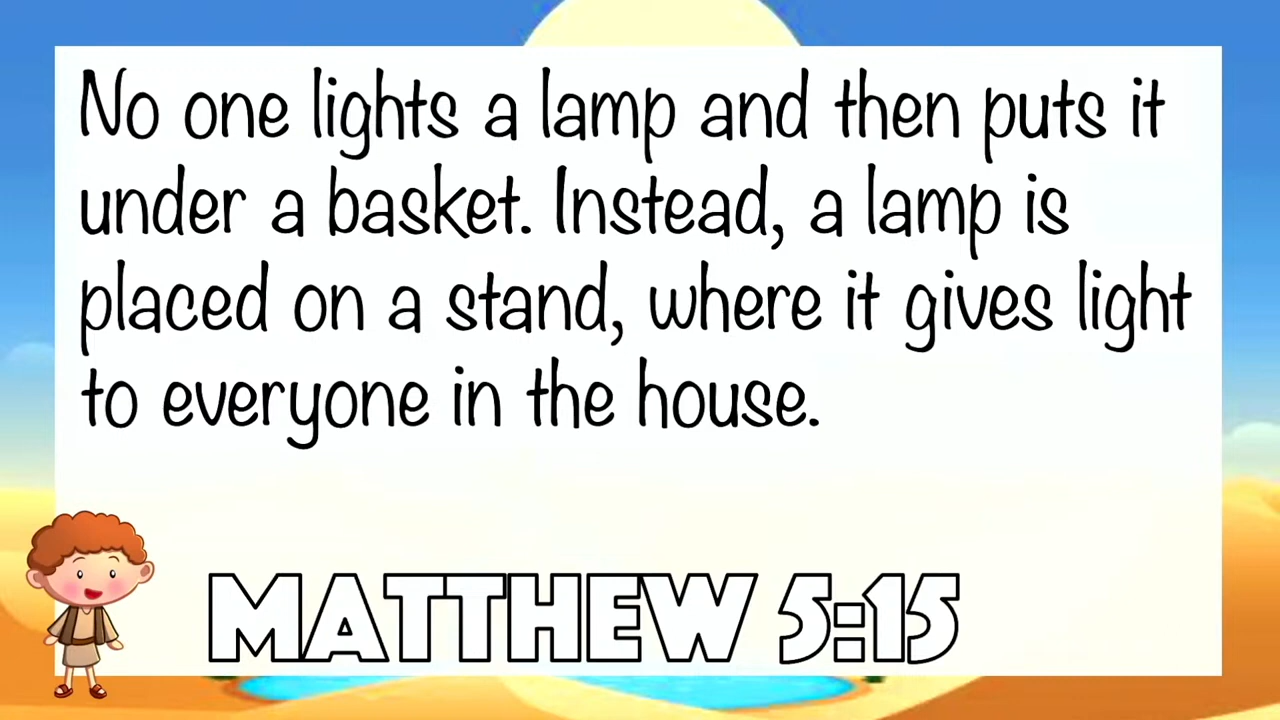 No one lights a lamp and then puts it
under a basket. Instead, a lamp is
placed on a stand, where it gives light
to everyone in the house.
MATTHEW 5:15